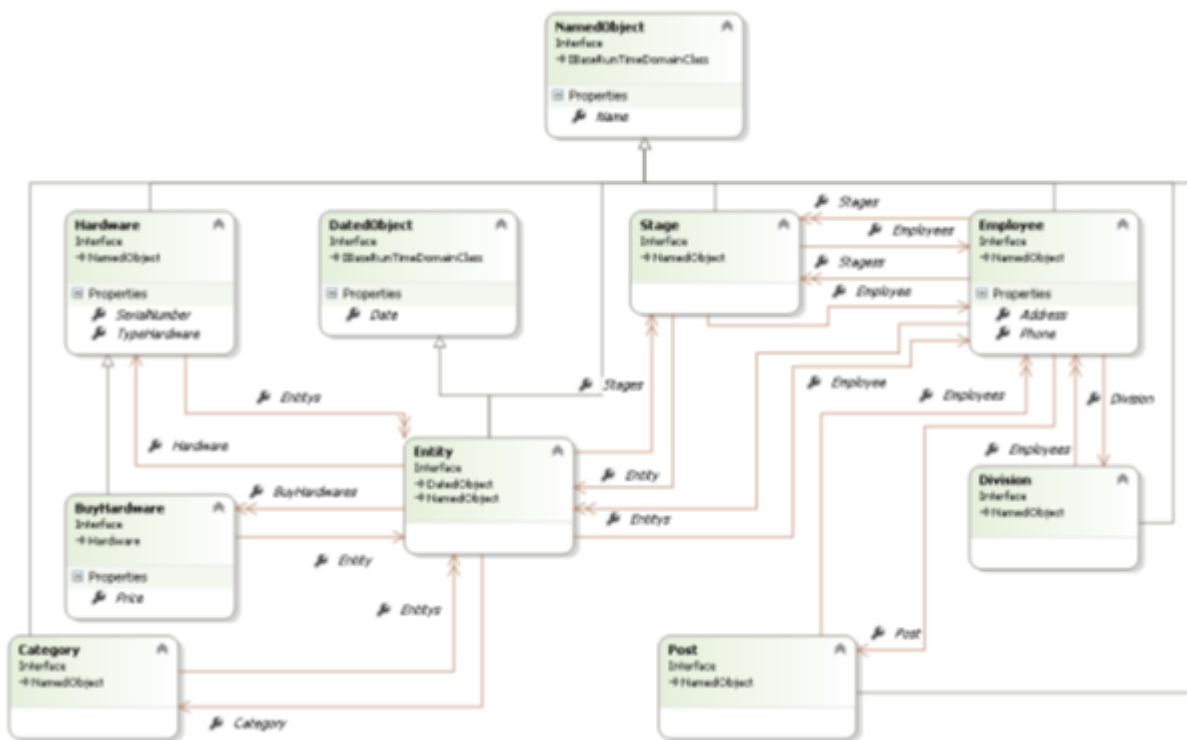 NamedObject
Interface
IBaseRunTimeDomainClass
Properties
Name
Hardware
Interface
NamedObject
Properties
SerialNumber
TypeHardware
DatedObject
Interface
IBaseRunTimeDomainClass
Properties
Date
Stage
Interface
NamedObject
Stages
Employees
Stagess
Employee
Employee
Interface
NamedObject
Properties
Address
Phone
Entitys
Hardware
Stages
Employee
Employees
Division
Entity
Interface
DatedObject
NamedObject
Employees
Entity
Entitys
BuyHardwares
Entity
Entitys
BuyHardware
Interface
Hardware
Properties
Price
Division
Interface
NamedObject
Category
Interface
NamedObject
Category
Post
Post
Interface
NamedObject